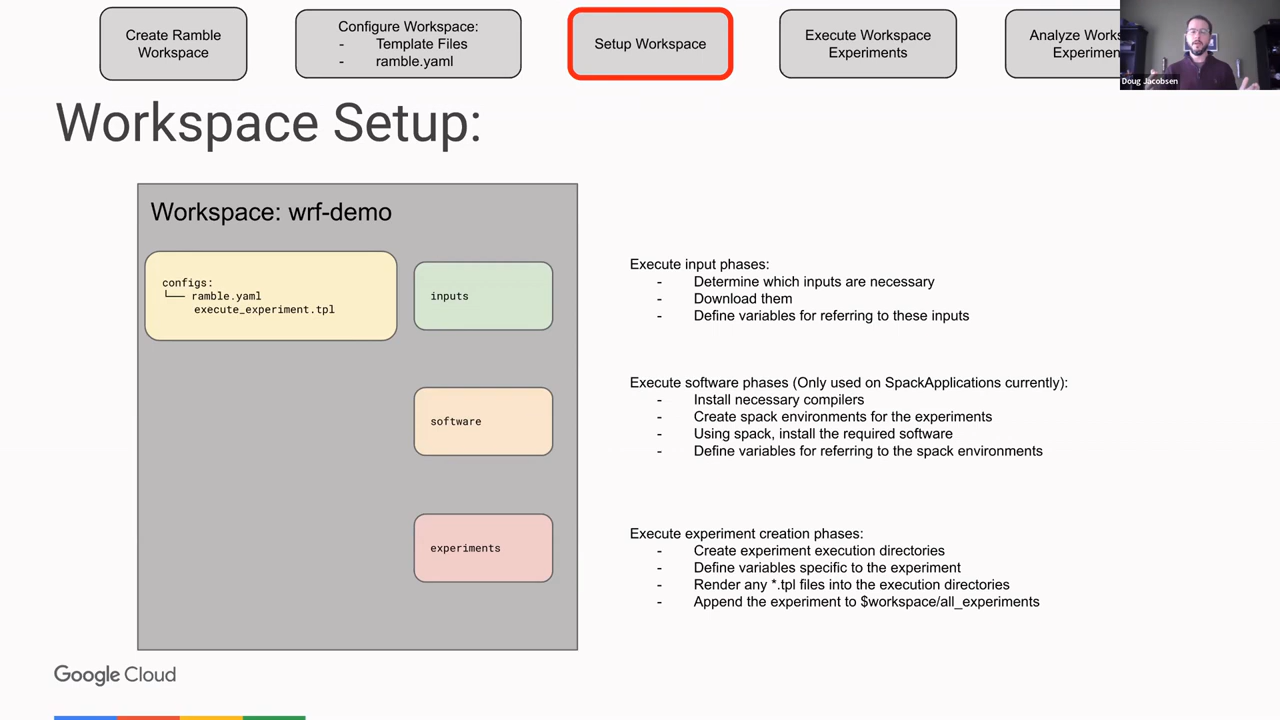 Create Ramble
Workspace
Configure Workspace:
- Template Files
- ramble.yaml
Setup Workspace
Execute Workspace
Experiments
Analyze Works
Experimen
Doug Jacobsen
Workspace Setup:
Workspace: wrf-demo
configs:
└── ramble.yaml
execute_experiment.tpl
inputs
software
experiments
Execute input phases:
- Determine which inputs are necessary
- Download them
- Define variables for referring to these inputs
Execute software phases (Only used on SpackApplications currently):
- Install necessary compilers
- Create spack environments for the experiments
- Using spack, install the required software
- Define variables for referring to the spack environments
Execute experiment creation phases:
- Create experiment execution directories
- Define variables specific to the experiment
- Render any *.tpl files into the execution directories
- Append the experiment to $workspace/all_experiments
Google Cloud